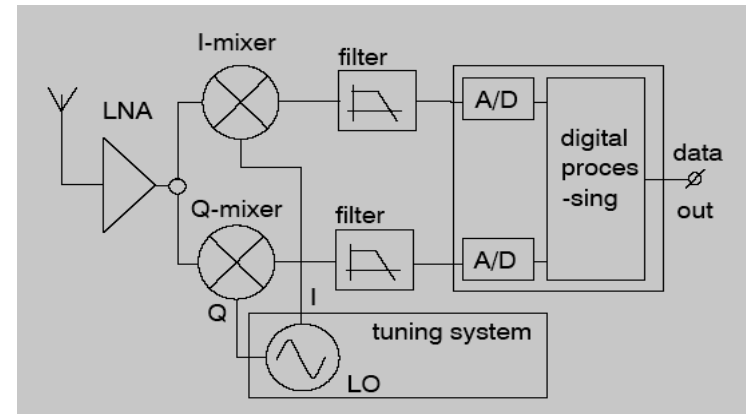 I-mixer
filter
LNA
A/D
digital
proces
-sing
data
out
Q-mixer
filter
A/D
Q
I
tuning system
LO